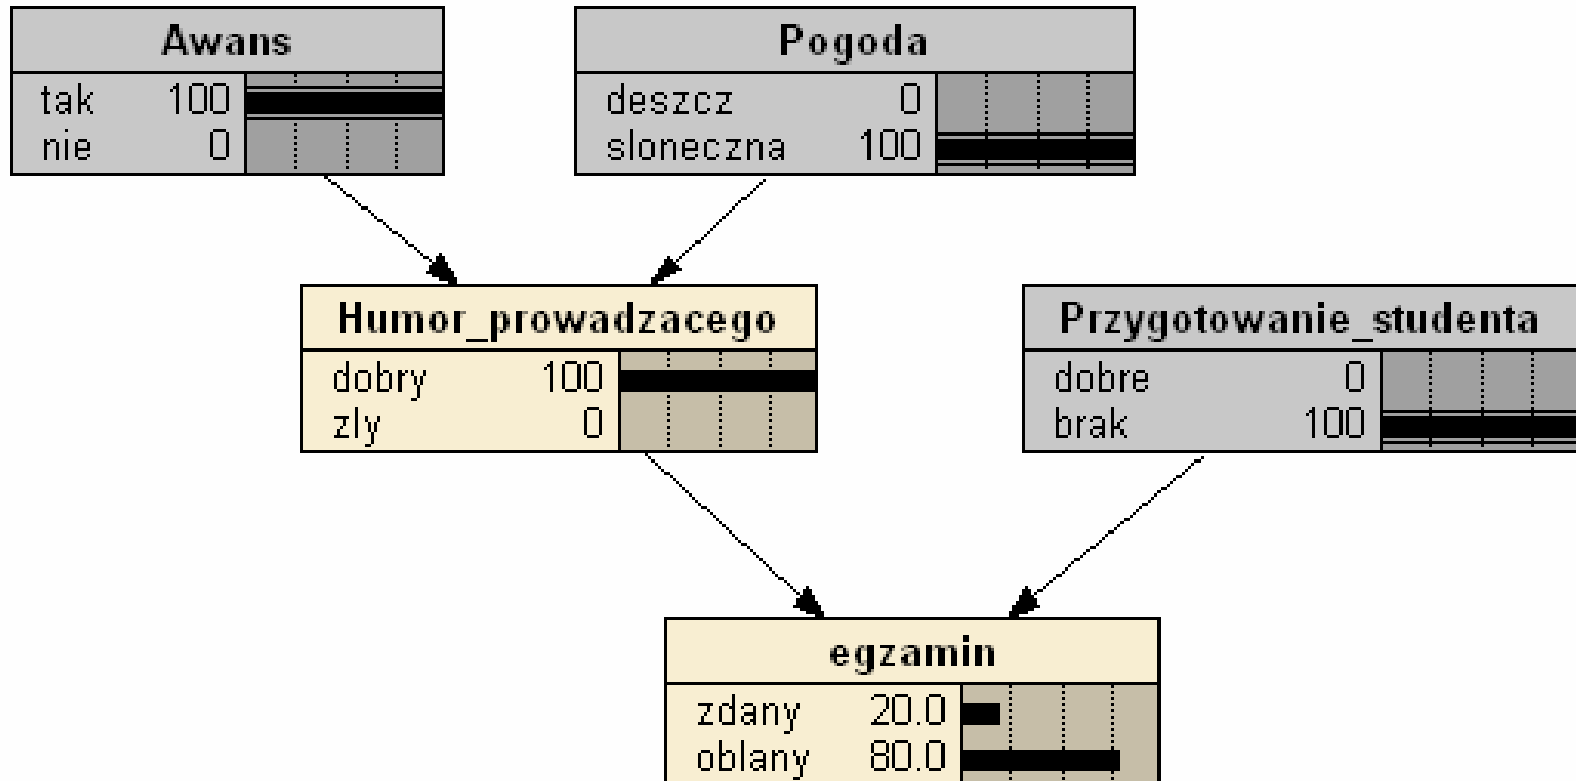 Awans
tak 100
nie 0
Pogoda
deszcz 0
sloneczna 100
Humor_prowadzacego
dobry 100
zly 0
Przygotowanie_studenta
dobre 0
brak 100
egzamin
zdany 20.0
oblany 80.0